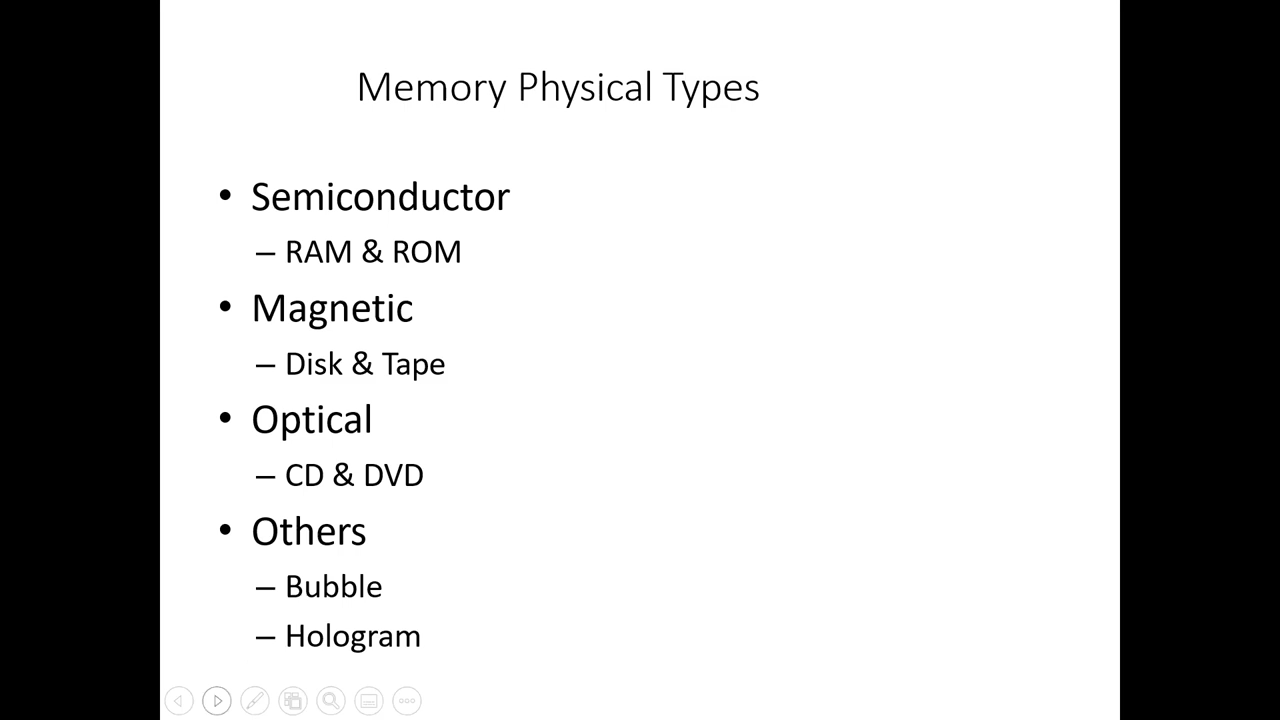 Memory Physical Types
• Semiconductor
– RAM & ROM
• Magnetic
– Disk & Tape
• Optical
– CD & DVD
• Others
– Bubble
– Hologram